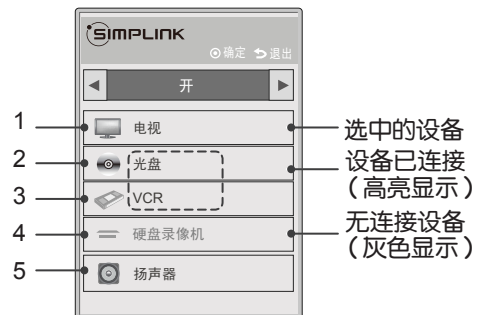 SIMPLINK
确定 退出
开
1 电视 选中的设备
2 光盘 设备已连接
（高亮显示）
3 VCR
4 硬盘录像机 无连接设备
（灰色显示）
5 扬声器